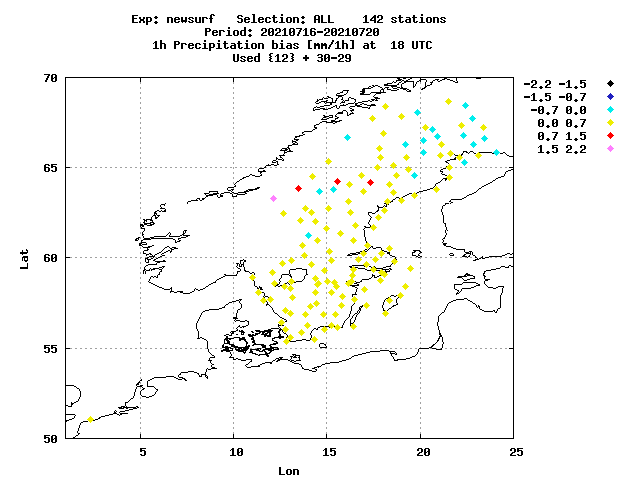 Exp: newsurf   Selection: ALL    142 stations
Period: 20210716-20210720
1h Precipitation bias [mm/1h] at  18 UTC
Used {12} + 30-29
-2.2 -1.5
-1.5 -0.7
-0.7 0.0
0.0 0.7
0.7 1.5
1.5 2.2
70
65
60
55
50
Lat
5 10 15 20 25
Lon